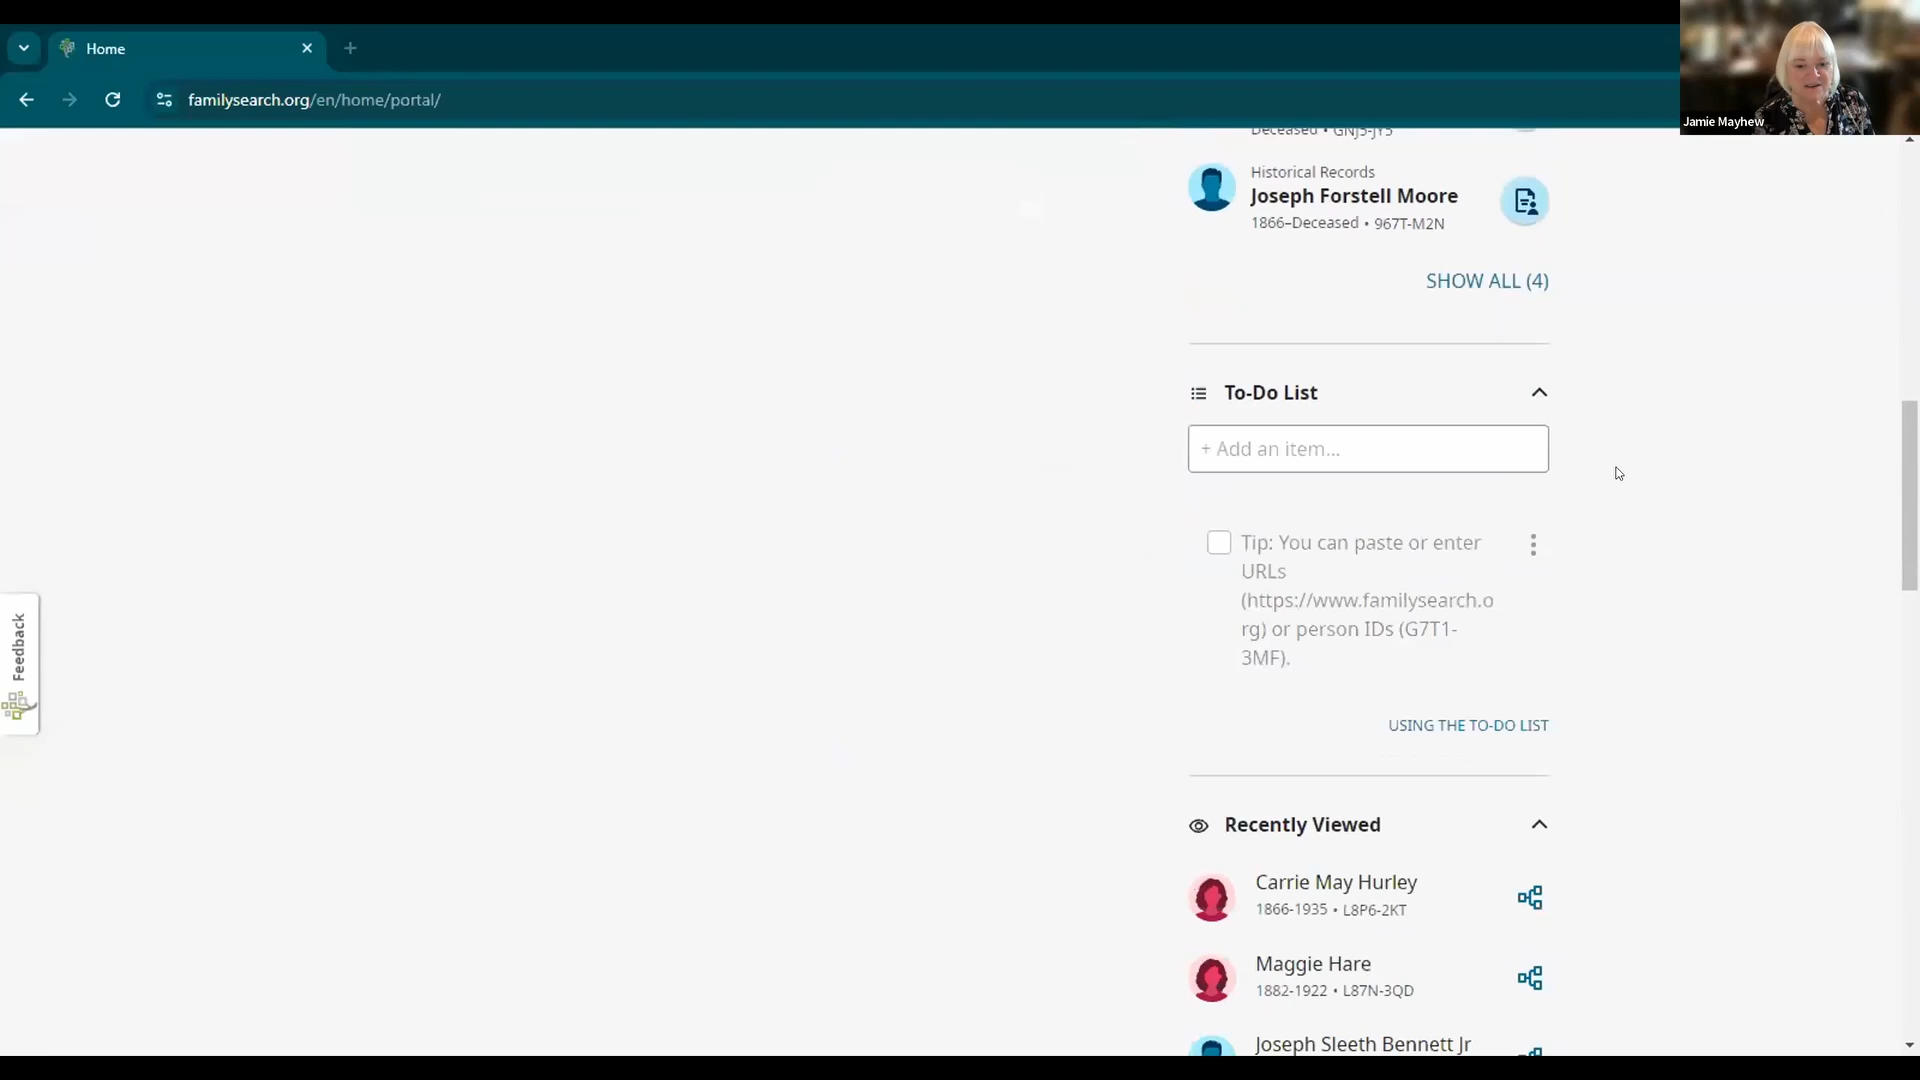 Home
familysearch.org/en/home/portal/
Jamie Mayhew
Deceased • GNJ5-JY5
Historical Records
Joseph Forstell Moore
1866–Deceased • 967T-M2N
SHOW ALL (4)
To-Do List
+ Add an item...
Tip: You can paste or enter
URLs
(https://www.familysearch.o
rg) or person IDs (G7T1-
3MF).
USING THE TO-DO LIST
Feedback
Recently Viewed
Carrie May Hurley
1866-1935 • L8P6-2KT
Maggie Hare
1882-1922 • L87N-3QD
Joseph Sleeth Bennett Jr